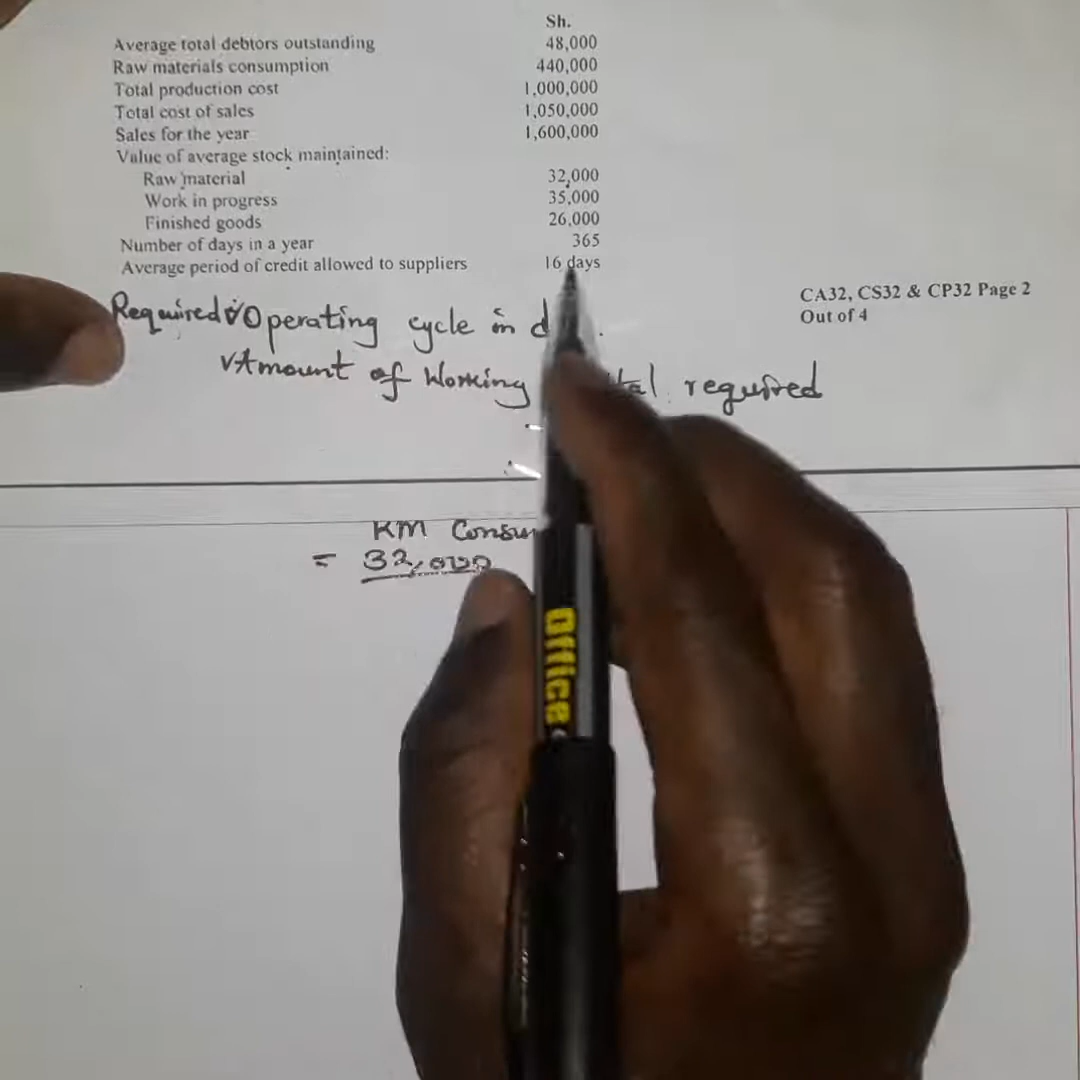 Sh.
Average total debtors outstanding 48,000
Raw materials consumption 440,000
Total production cost 1,000,000
Total cost of sales 1,050,000
Sales for the year 1,600,000
Value of average stock maintained:
Raw material 32,000
Work in progress 35,000
Finished goods 26,000
Number of days in a year 365
Average period of credit allowed to suppliers 16 days
CA32, CS32 & CP32 Page 2
Out of 4
Required Operating cycle in d
Amount of Working tal required
RM Consu
= 32,000
Office